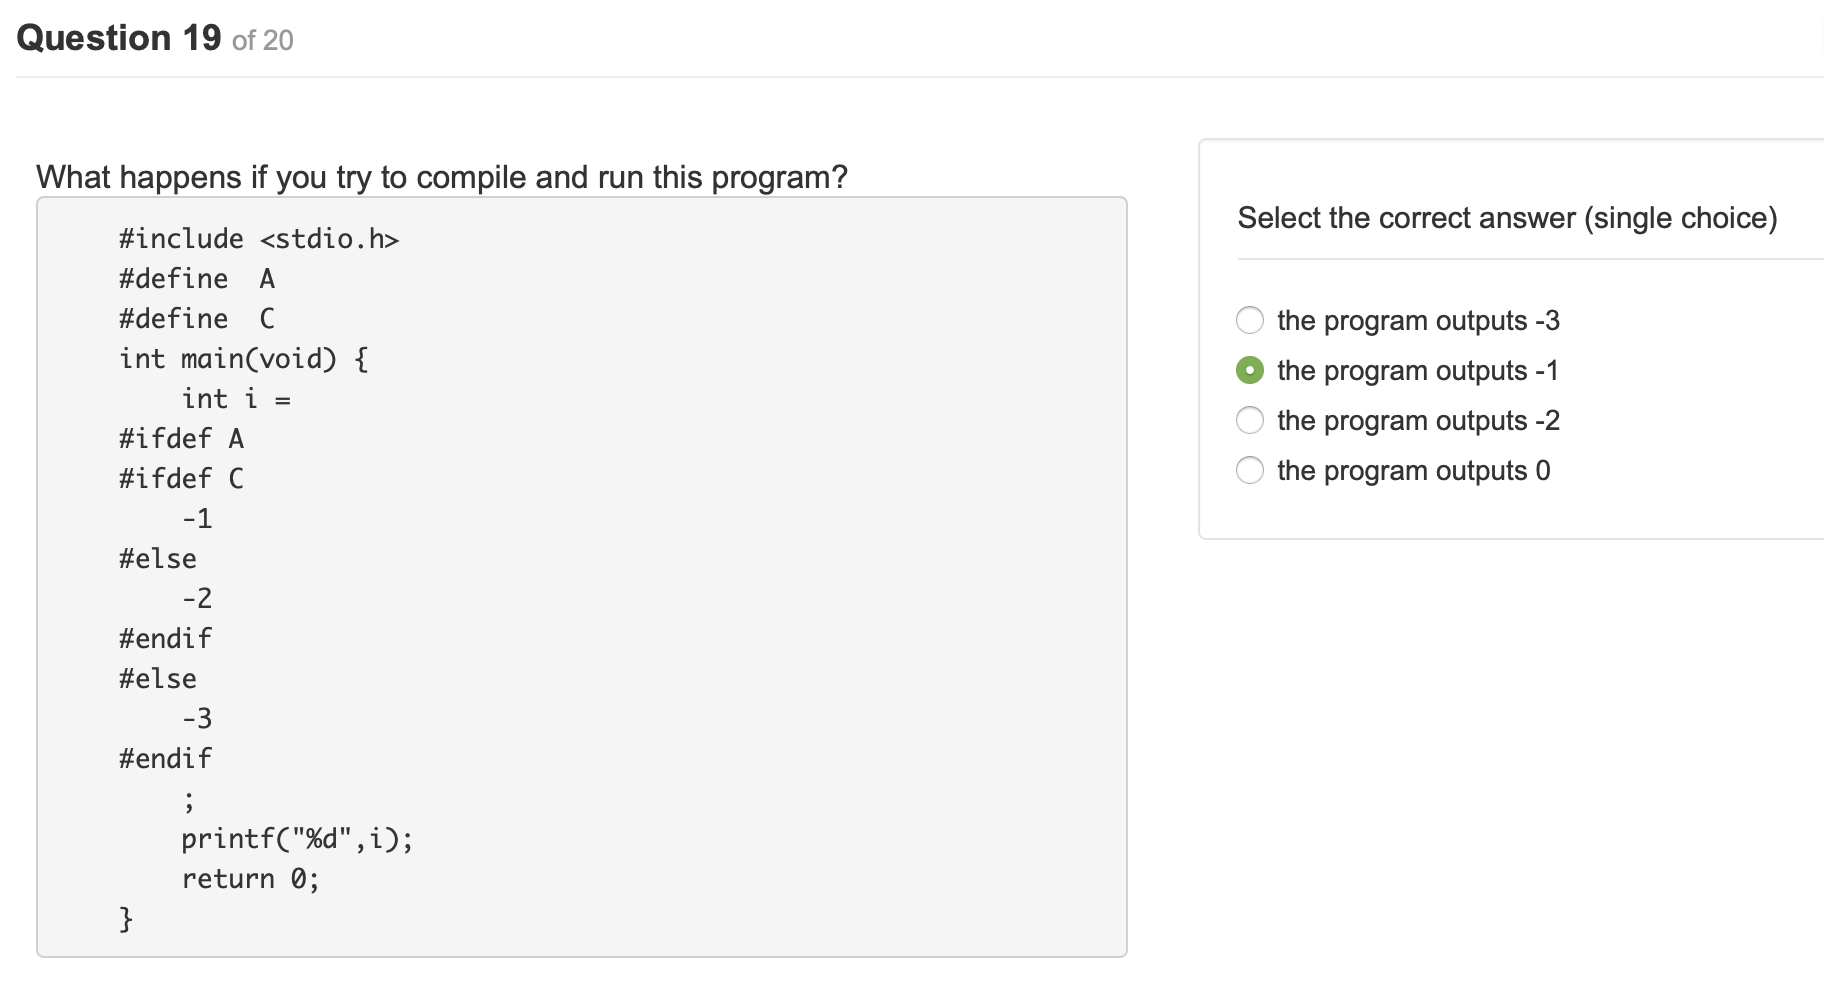 Question 19 of 20
What happens if you try to compile and run this program?
#include <stdio.h>
#define  A
#define  C
int main(void) {
    int i =
#ifdef A
#ifdef C
    -1
#else
    -2
#endif
#else
    -3
#endif
    ;
    printf("%d",i);
    return 0;
}
Select the correct answer (single choice)
the program outputs -3
the program outputs -1
the program outputs -2
the program outputs 0